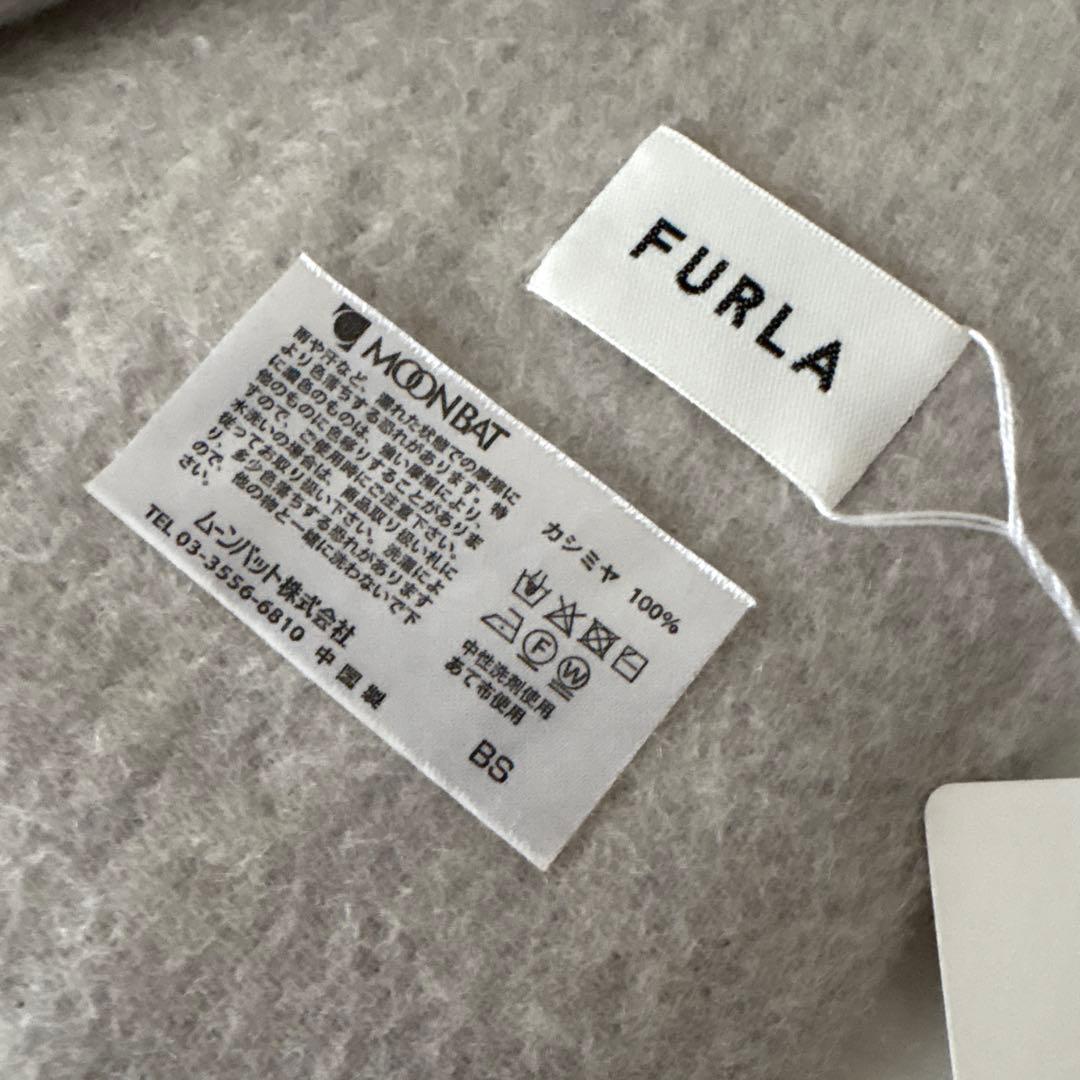 FURLA
MOONBAT
雨や汗など、濡れた状態での摩擦に
より色落ちする恐れがあります。特
に濃色のものは、強い摩擦により、
他のものに色移りすることがありま
すので、ご使用時にご注意下さい。
水洗いの場合は、商品取り扱い札に
従ってお取り扱い下さい。洗濯によ
り、多少色落ちする恐れがあります
ので、他の物と一緒に洗わないで下
さい。
ムーンバット株式会社
TEL 03-3556-6810 中国製
カシミヤ 100%
F W
中性洗剤使用
あて布使用
BS